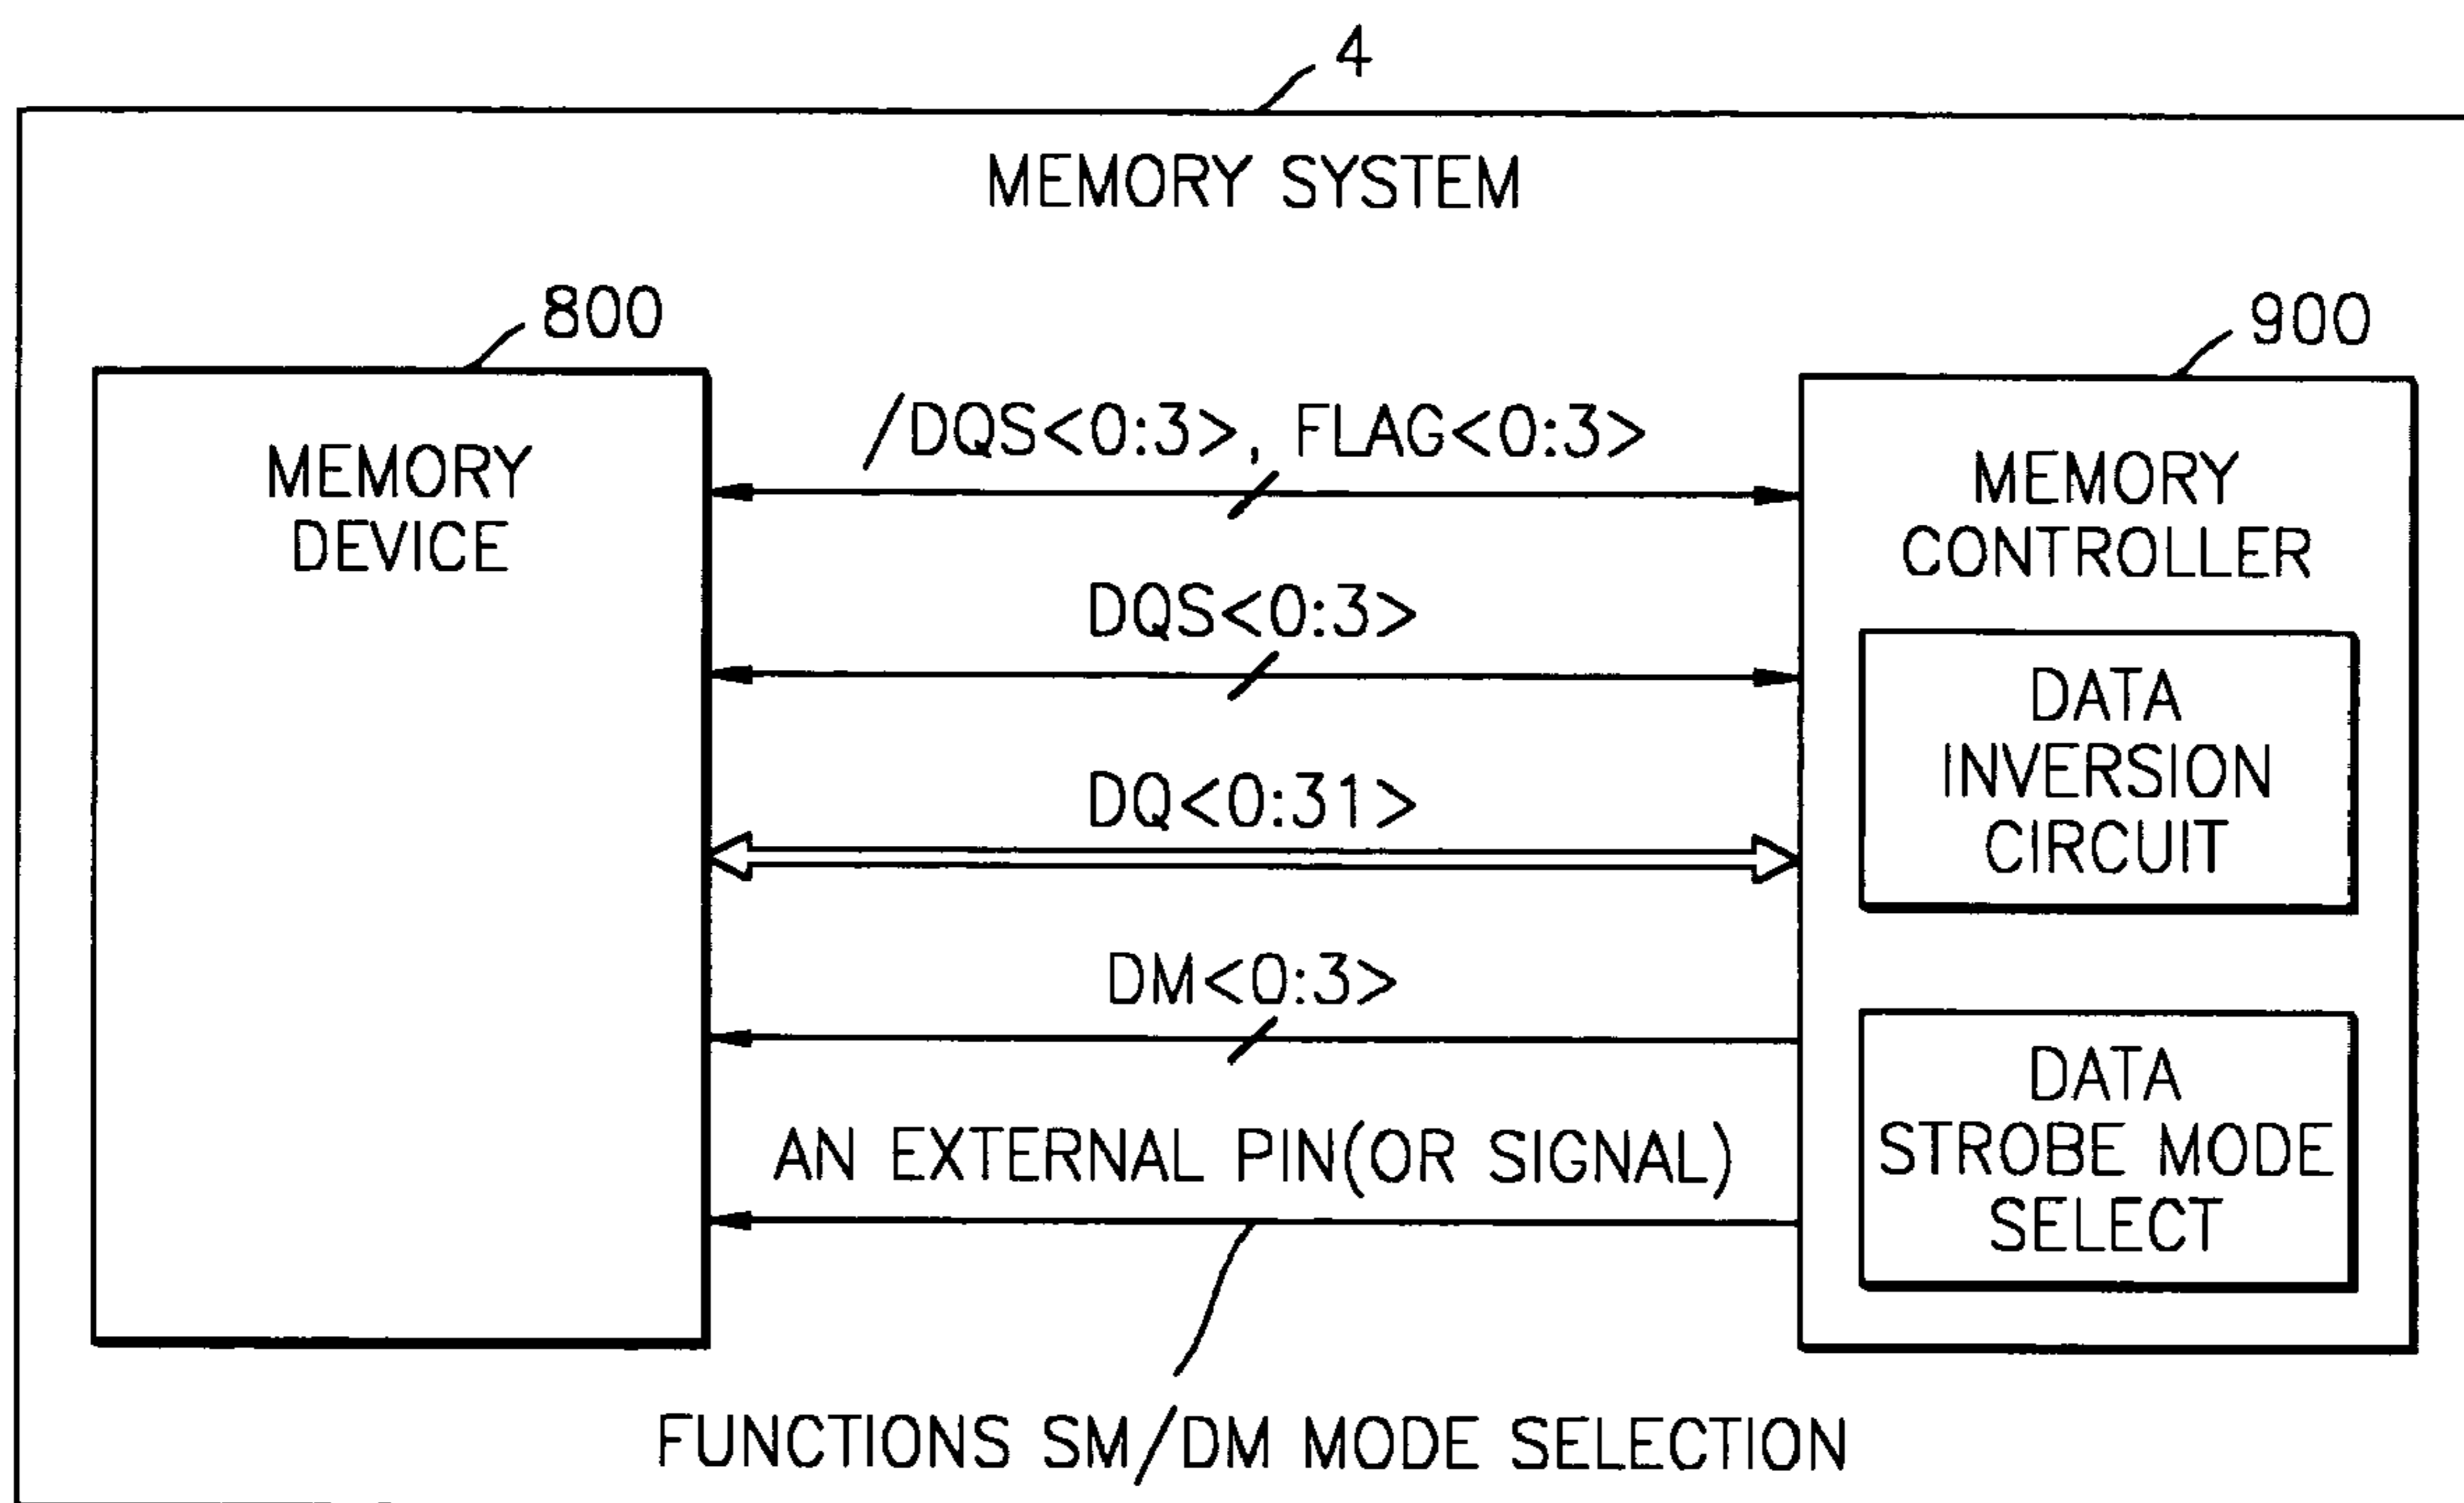 4
MEMORY SYSTEM
800
900
MEMORY
DEVICE
/DQS<0:3>, FLAG<0:3>
DQS<0:3>
DQ<0:31>
DM<0:3>
AN EXTERNAL PIN(OR SIGNAL)
MEMORY
CONTROLLER
DATA
INVERSION
CIRCUIT
DATA
STROBE MODE
SELECT
FUNCTIONS SM/DM MODE SELECTION